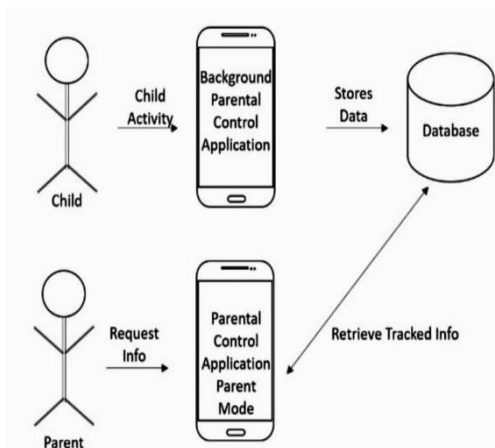 Child
Activity
Background
Parental
Control
Application
Stores
Data
Database
Child
Request
Info
Parental
Control
Application
Parent
Mode
Retrieve Tracked Info
Parent